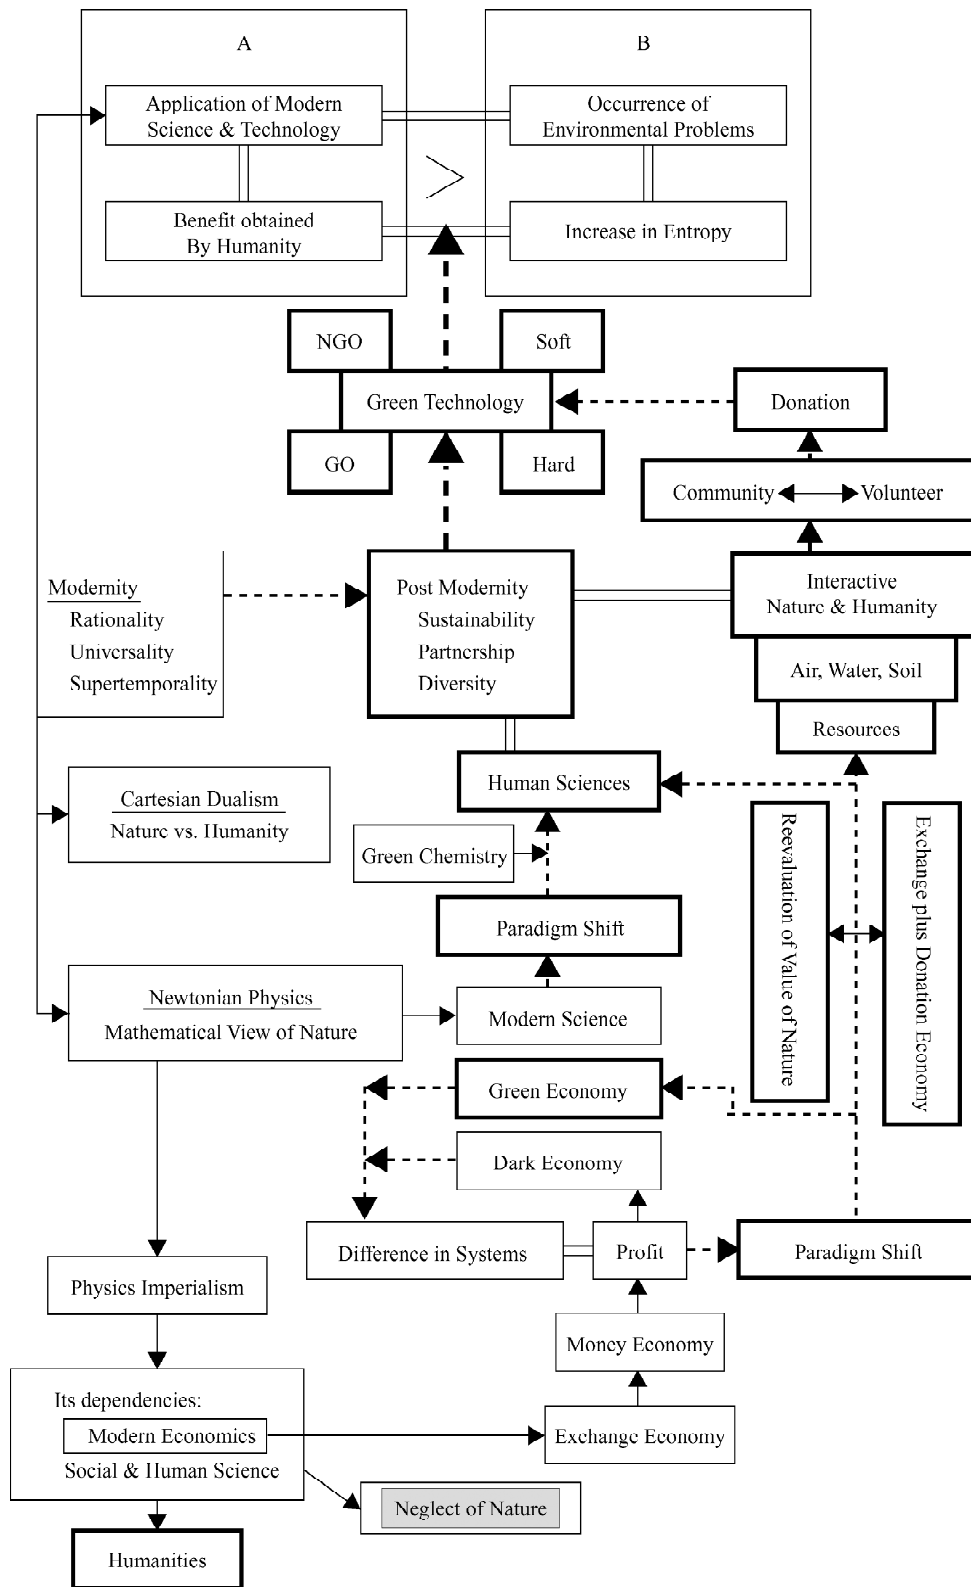 A
B
Application of Modern
Science & Technology
Occurrence of
Environmental Problems
>
Benefit obtained
By Humanity
Increase in Entropy
NGO
Soft
Green Technology
Donation
GO
Hard
Community
Volunteer
Modernity
Rationality
Universality
Supertemporality
Post Modernity
Sustainability
Partnership
Diversity
Interactive
Nature & Humanity
Air, Water, Soil
Resources
Human Sciences
Cartesian Dualism
Nature vs. Humanity
Green Chemistry
Reevaluation of Value of Nature
Exchange plus Donation Economy
Paradigm Shift
Newtonian Physics
Mathematical View of Nature
Modern Science
Green Economy
Dark Economy
Difference in Systems
Profit
Paradigm Shift
Physics Imperialism
Money Economy
Its dependencies:
Modern Economics
Social & Human Science
Exchange Economy
Neglect of Nature
Humanities